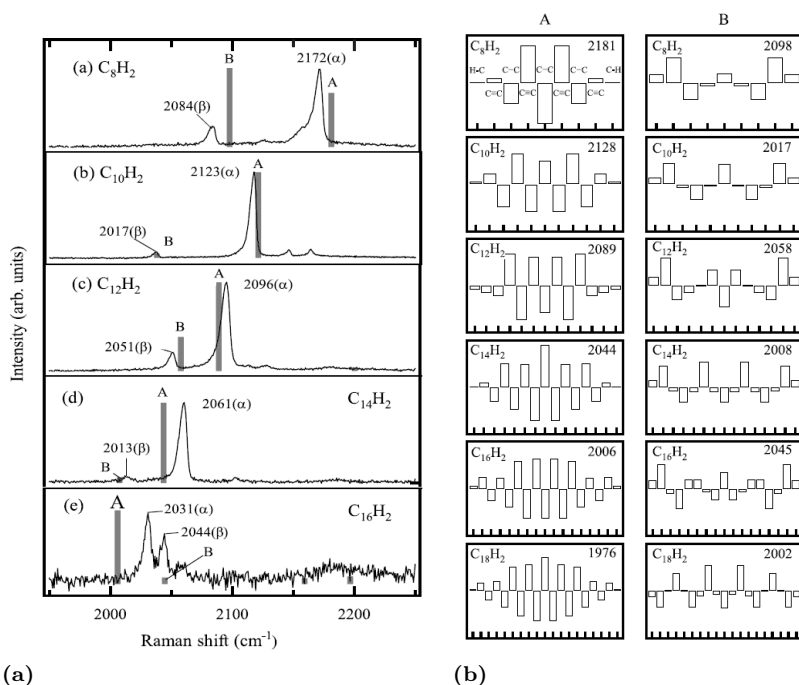 (a) C8H2
2084(β)
B
2172(α)
A
(b) C10H2
2123(α)
A
2017(β)
B
(c) C12H2
A
2096(α)
2051(β)
B
(d)
C14H2
A
2061(α)
2013(β)
B
(e)
C16H2
A
2031(α)
2044(β)
B
Intensity (arb. units)
2000
2100
2200
Raman shift (cm-1)
(a)
A
B
C8H2 2181
H-C C−C C−C C−C C-H
C≡C C≡C C≡C C≡C
C8H2 2098
C10H2 2128
C10H2 2017
C12H2 2089
C12H2 2058
C14H2 2044
C14H2 2008
C16H2 2006
C16H2 2045
C18H2 1976
C18H2 2002
(b)